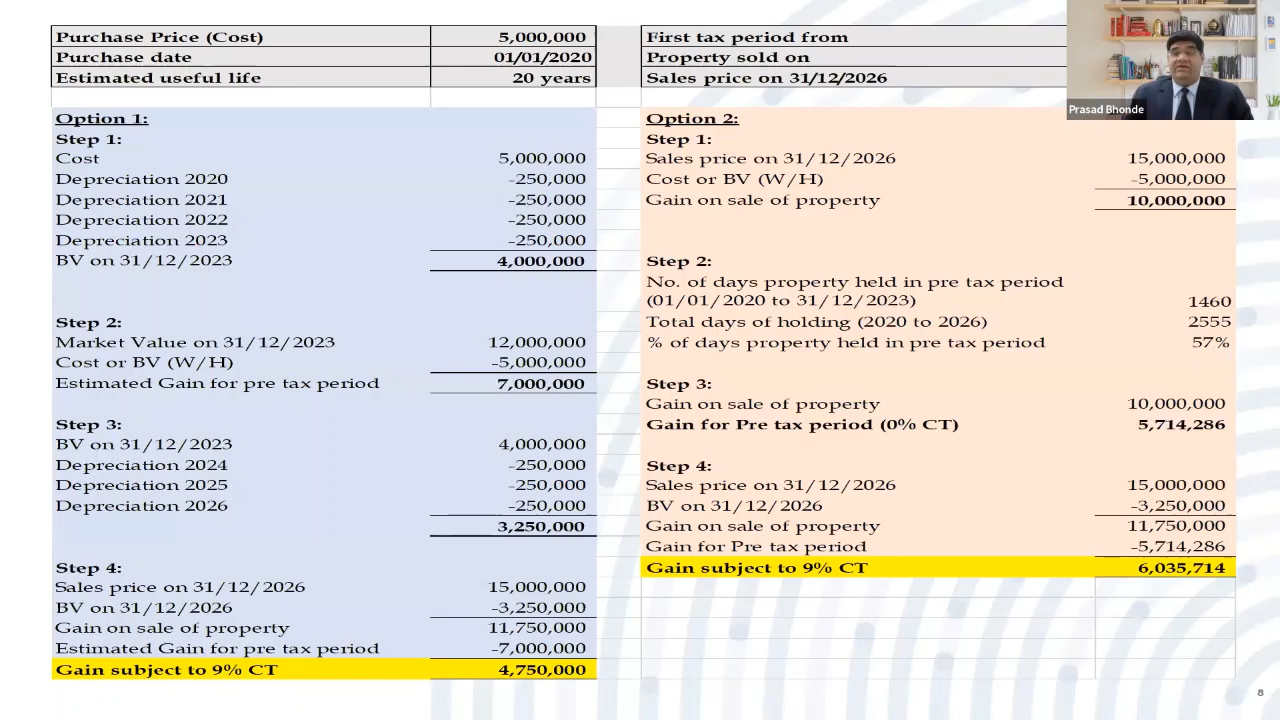 Purchase Price (Cost) 5,000,000
Purchase date 01/01/2020
Estimated useful life 20 years
First tax period from
Property sold on
Sales price on 31/12/2026
Prasad Bhonde
Option 1:
Step 1:
Cost 5,000,000
Depreciation 2020 -250,000
Depreciation 2021 -250,000
Depreciation 2022 -250,000
Depreciation 2023 -250,000
BV on 31/12/2023 4,000,000
Step 2:
Market Value on 31/12/2023 12,000,000
Cost or BV (W/H) -5,000,000
Estimated Gain for pre tax period 7,000,000
Step 3:
BV on 31/12/2023 4,000,000
Depreciation 2024 -250,000
Depreciation 2025 -250,000
Depreciation 2026 -250,000
3,250,000
Step 4:
Sales price on 31/12/2026 15,000,000
BV on 31/12/2026 -3,250,000
Gain on sale of property 11,750,000
Estimated Gain for pre tax period -7,000,000
Gain subject to 9% CT 4,750,000
Option 2:
Step 1:
Sales price on 31/12/2026 15,000,000
Cost or BV (W/H) -5,000,000
Gain on sale of property 10,000,000
Step 2:
No. of days property held in pre tax period
(01/01/2020 to 31/12/2023) 1460
Total days of holding (2020 to 2026) 2555
% of days property held in pre tax period 57%
Step 3:
Gain on sale of property 10,000,000
Gain for Pre tax period (0% CT) 5,714,286
Step 4:
Sales price on 31/12/2026 15,000,000
BV on 31/12/2026 -3,250,000
Gain on sale of property 11,750,000
Gain for Pre tax period -5,714,286
Gain subject to 9% CT 6,035,714
8